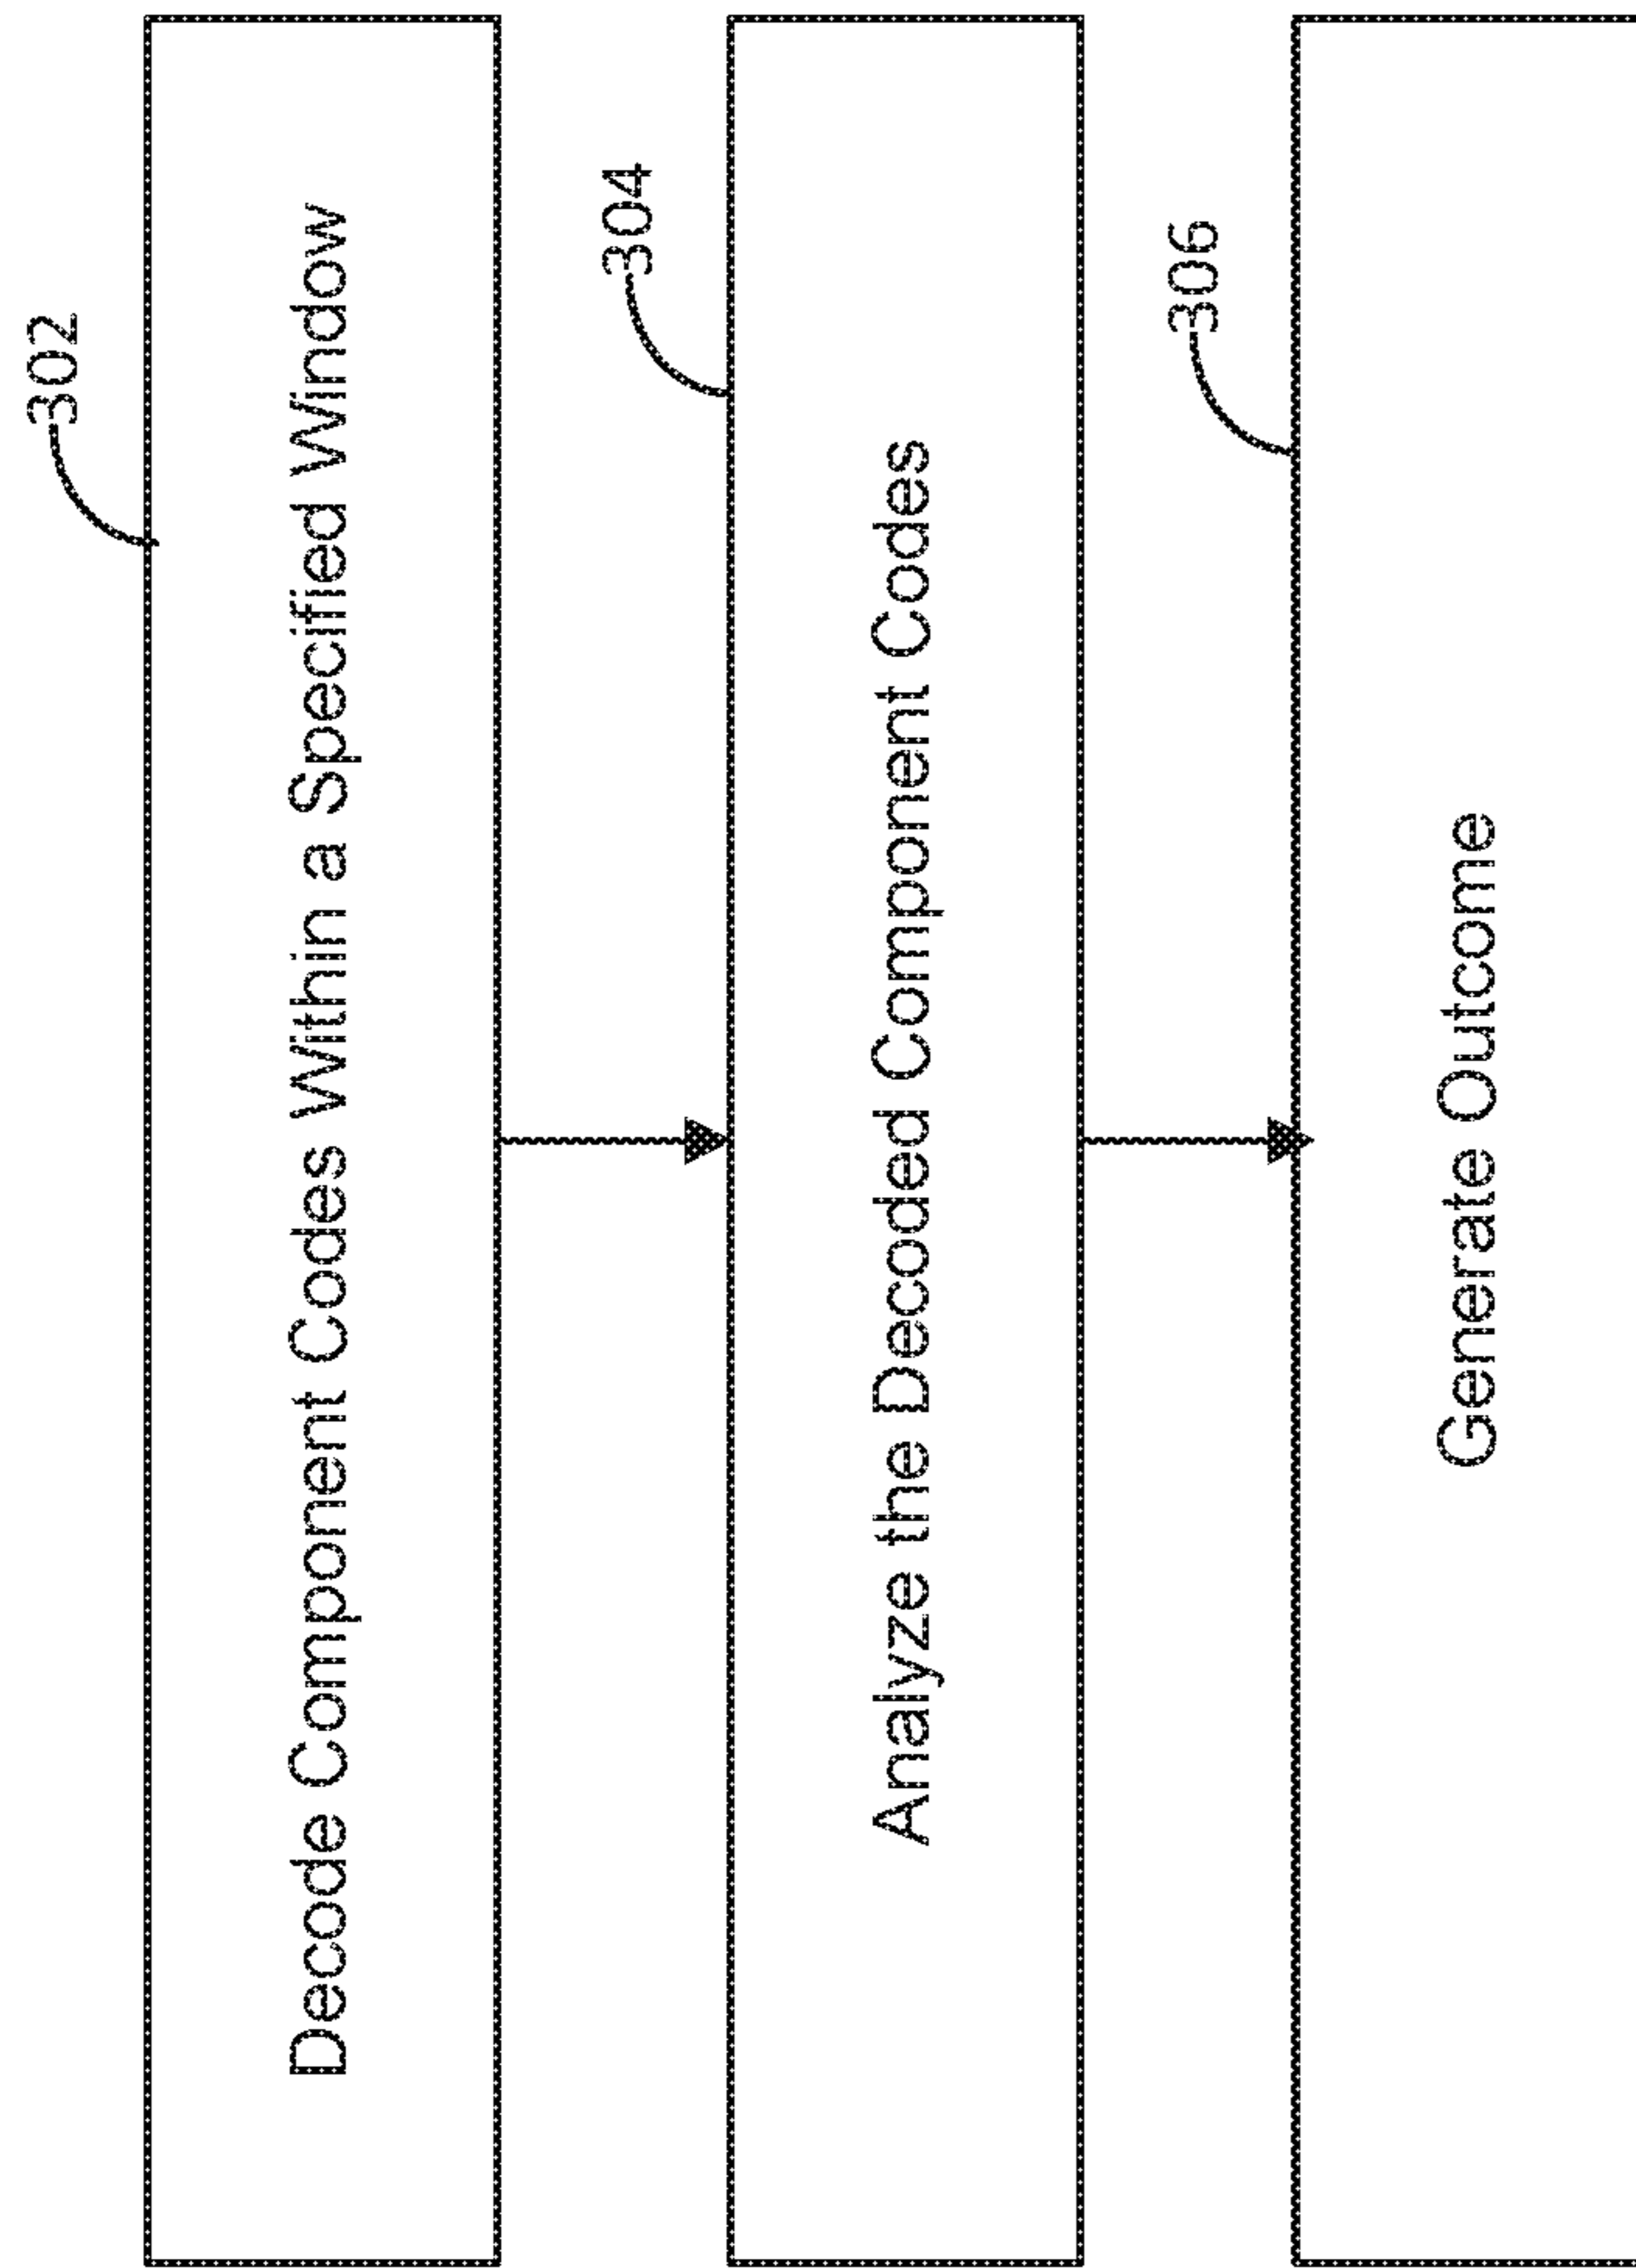 302
Decode Component Codes Within a Specified Window
304
Analyze the Decoded Component Codes
306
Generate Outcome